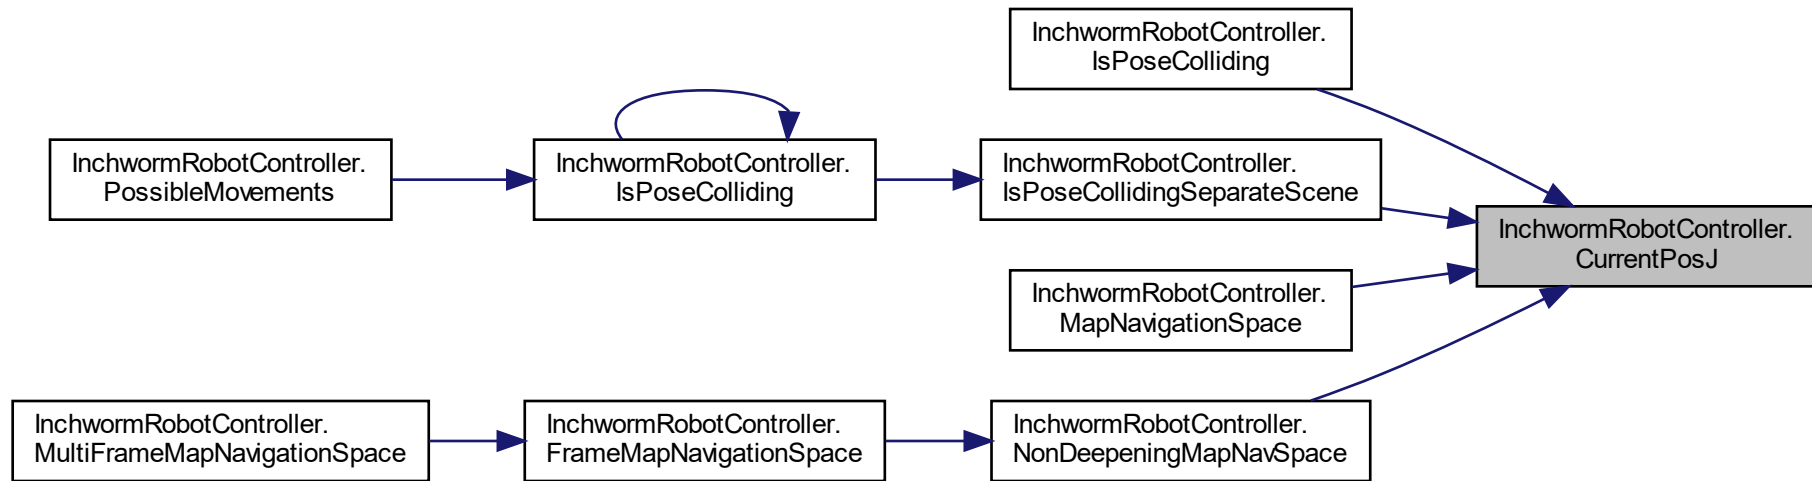 InchwormRobotController.
IsPoseColliding
InchwormRobotController.
PossibleMovements
InchwormRobotController.
IsPoseColliding
InchwormRobotController.
IsPoseCollidingSeparateScene
InchwormRobotController.
CurrentPosJ
InchwormRobotController.
MapNavigationSpace
InchwormRobotController.
MultiFrameMapNavigationSpace
InchwormRobotController.
FrameMapNavigationSpace
InchwormRobotController.
NonDeepeningMapNavSpace